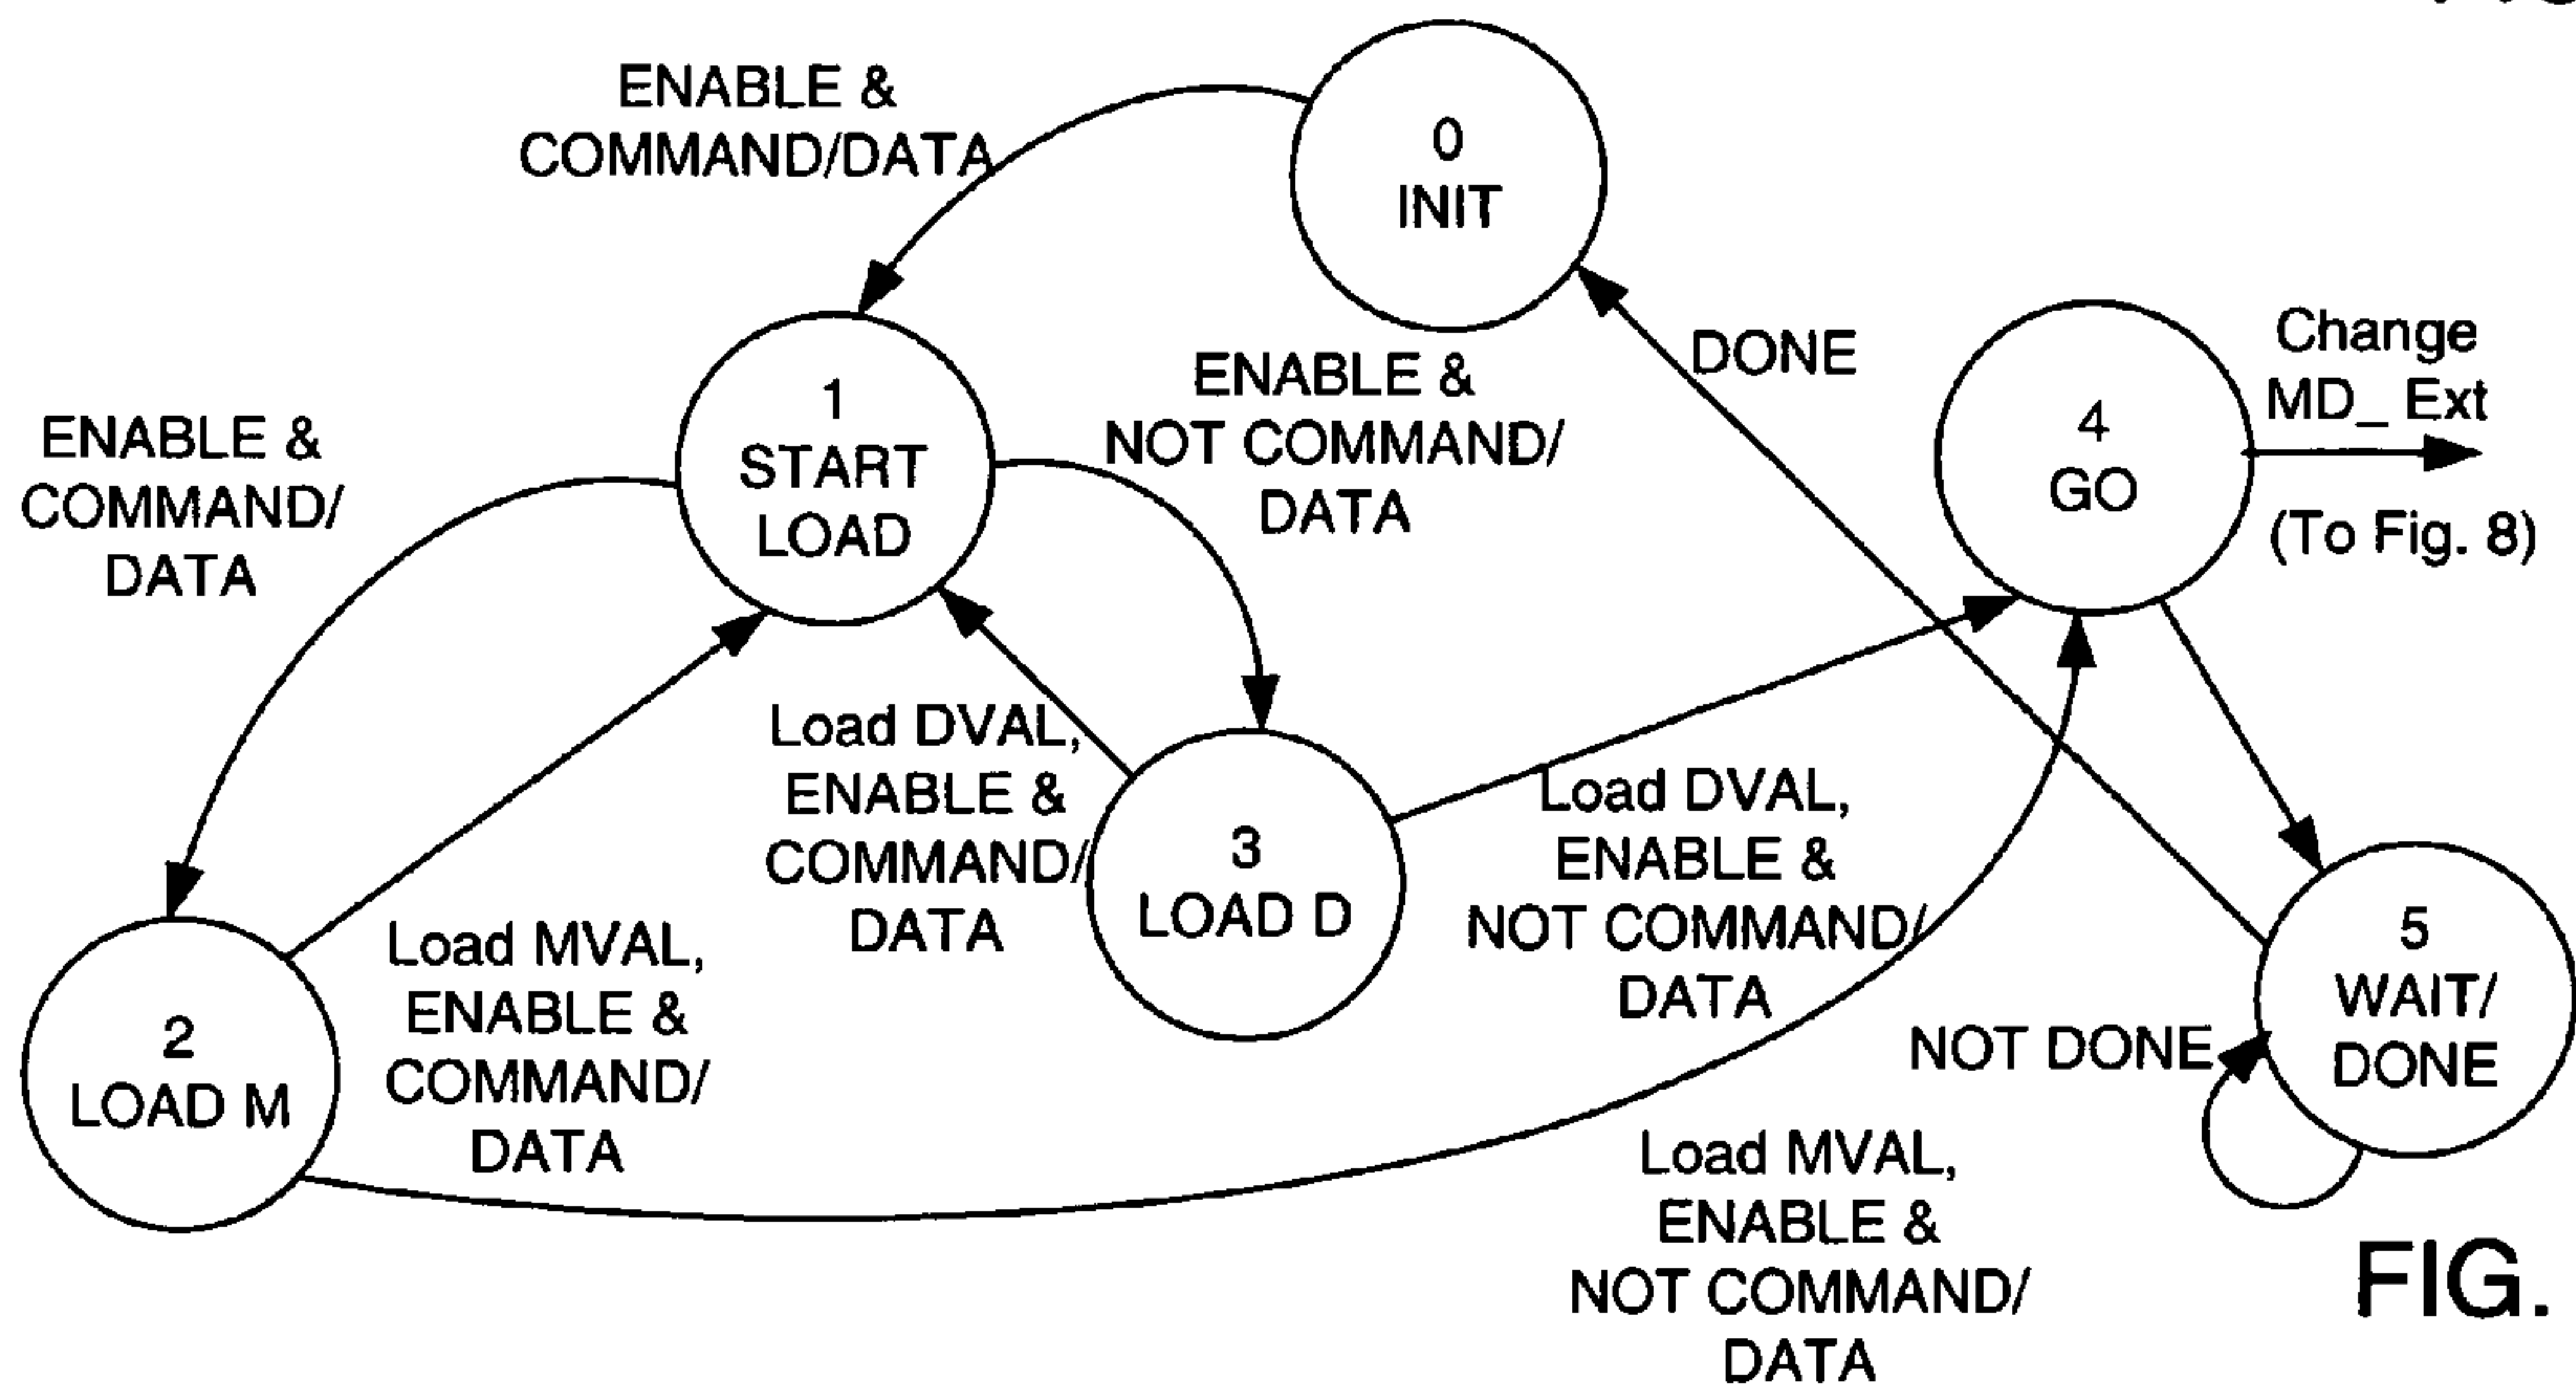 ENABLE &
COMMAND/DATA
0
INIT
1
START
LOAD
ENABLE &
COMMAND/
DATA
ENABLE &
NOT COMMAND/
DATA
DONE
4
GO
Change
MD_ Ext
(To Fig. 8)
Load DVAL,
ENABLE &
COMMAND/
DATA
3
LOAD D
Load DVAL,
ENABLE &
NOT COMMAND/
DATA
2
LOAD M
Load MVAL,
ENABLE &
COMMAND/
DATA
5
WAIT/
DONE
NOT DONE
Load MVAL,
ENABLE &
NOT COMMAND/
DATA
FIG.